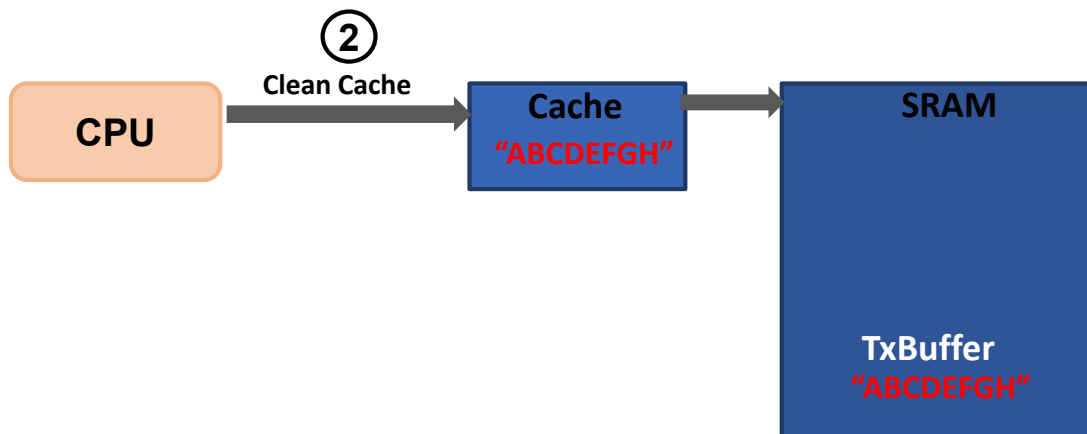 2
Clean Cache
CPU
Cache
“ABCDEFGH”
SRAM
TxBuffer
“ABCDEFGH”